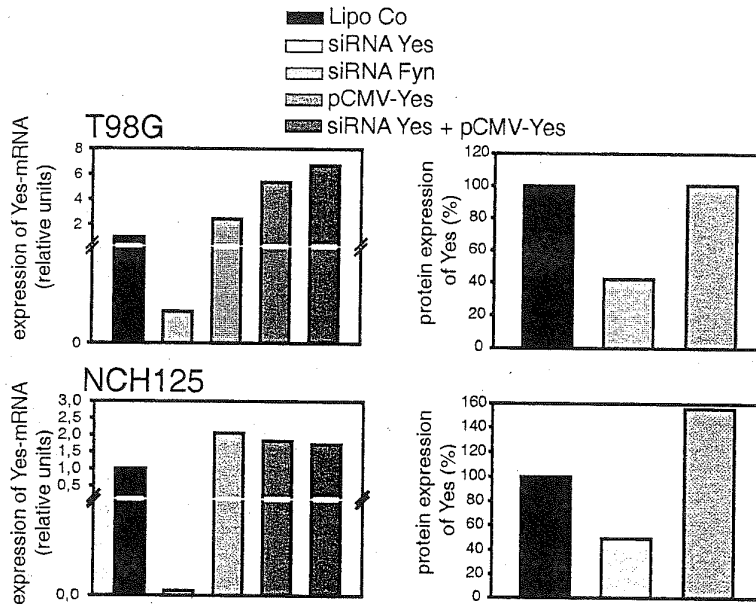 Lipo Co
siRNA Yes
siRNA Fyn
pCMV-Yes
siRNA Yes + pCMV-Yes
T98G
expression of Yes-mRNA
(relative units)
8
6
4
2
0
protein expression
of Yes (%)
120
100
80
60
40
20
0
NCH125
expression of Yes-mRNA
(relative units)
3,0
2,5
2,0
1,5
1,0
0,5
0,0
protein expression
of Yes (%)
160
140
120
100
80
60
40
20
0